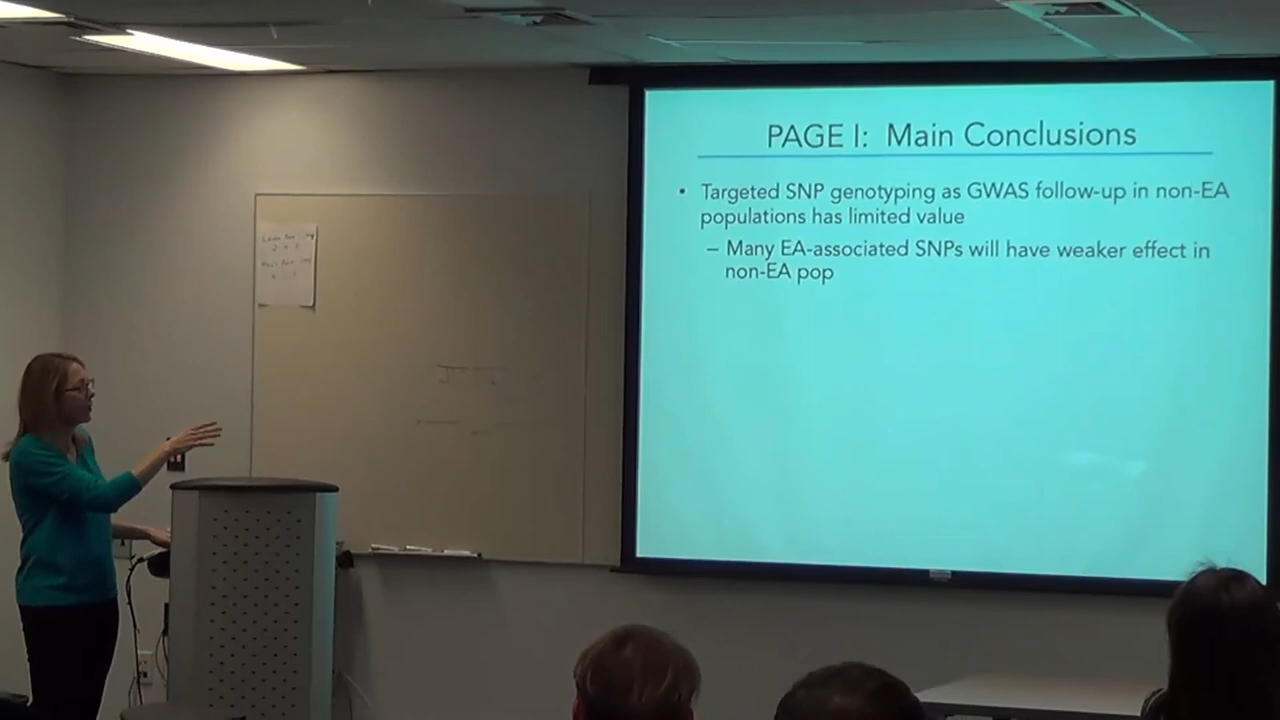 PAGE I: Main Conclusions
• Targeted SNP genotyping as GWAS follow-up in non-EA
populations has limited value
– Many EA-associated SNPs will have weaker effect in
non-EA pop